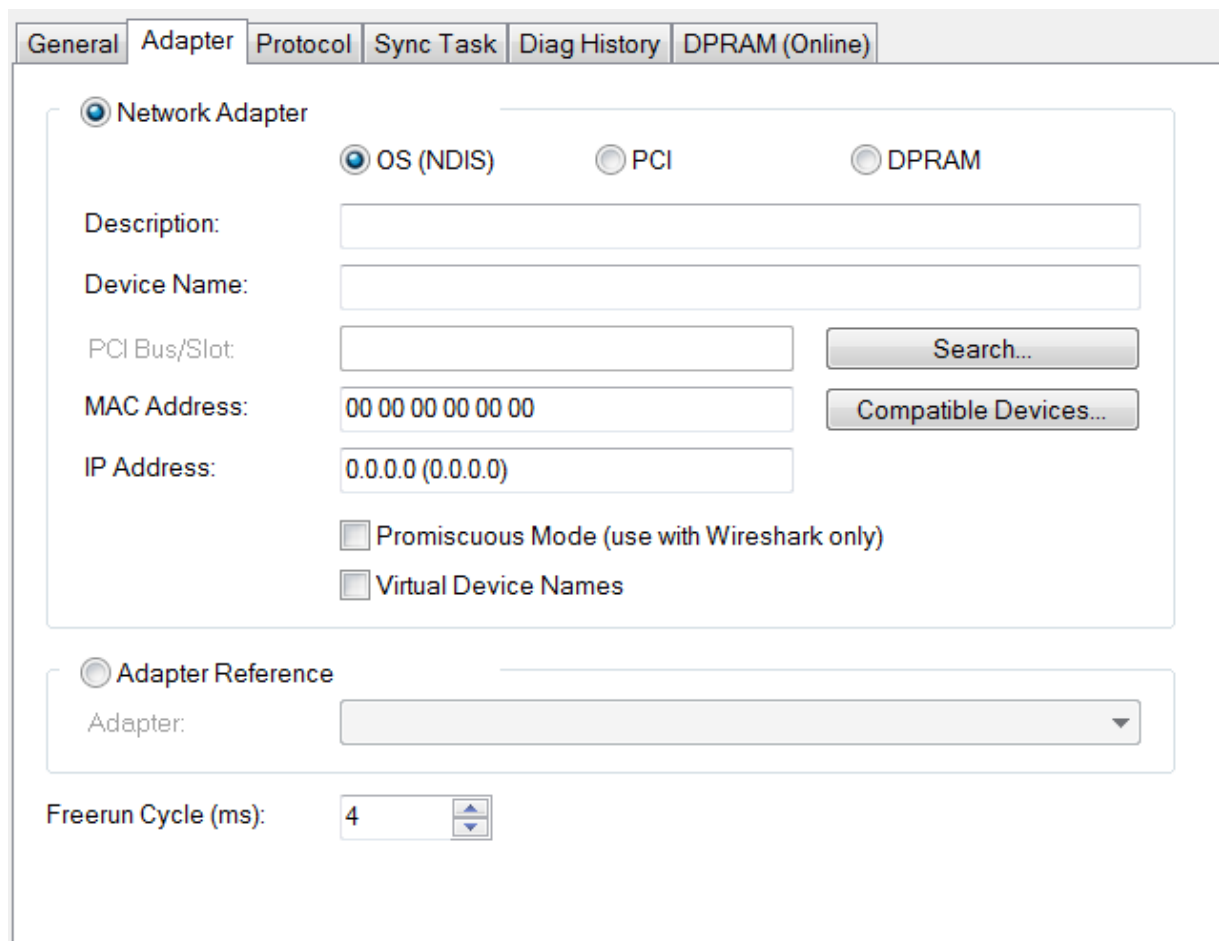 General Adapter Protocol Sync Task Diag History DPRAM (Online)
Network Adapter
OS (NDIS) PCI DPRAM
Description:
Device Name:
PCI Bus/Slot: Search...
MAC Address: 00 00 00 00 00 00 Compatible Devices...
IP Address: 0.0.0.0 (0.0.0.0)
Promiscuous Mode (use with Wireshark only)
Virtual Device Names
Adapter Reference
Adapter:
Freerun Cycle (ms): 4